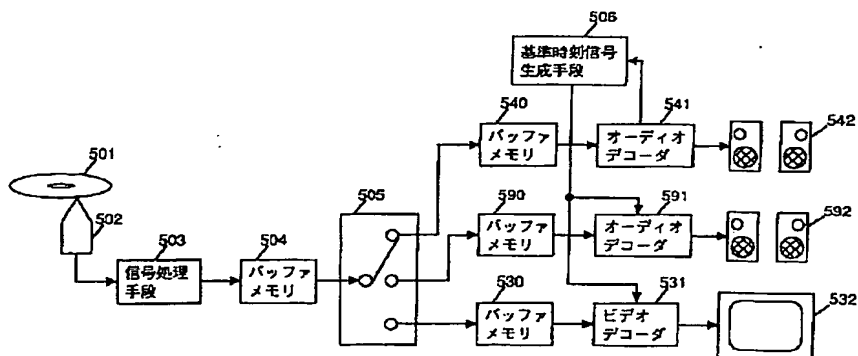 506
基準時刻信号
生成手段
540
バッファ
メモリ
541
オーディオ
デコーダ
542
501
502
503
信号処理
手段
504
バッファ
メモリ
505
590
バッファ
メモリ
591
オーディオ
デコーダ
592
530
バッファ
メモリ
531
ビデオ
デコーダ
532